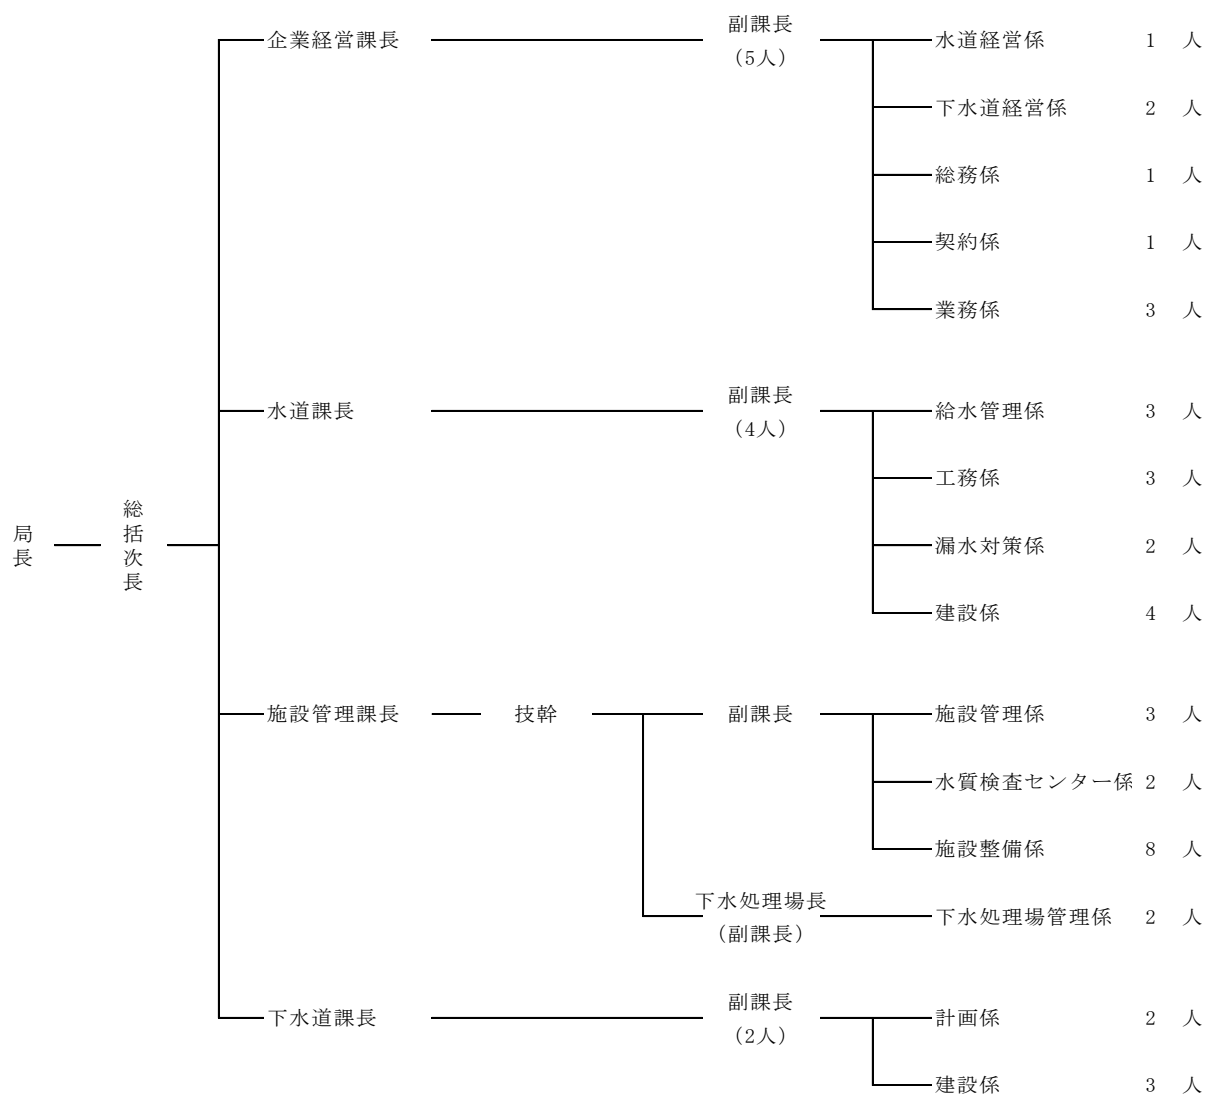 局長
総括次長
企業経営課長
副課長
（5人）
水道経営係 1 人
下水道経営係 2 人
総務係 1 人
契約係 1 人
業務係 3 人
水道課長
副課長
（4人）
給水管理係 3 人
工務係 3 人
漏水対策係 2 人
建設係 4 人
施設管理課長
技幹
副課長
施設管理係 3 人
水質検査センター係 2 人
施設整備係 8 人
下水処理場長
（副課長）
下水処理場管理係 2 人
下水道課長
副課長
（2人）
計画係 2 人
建設係 3 人